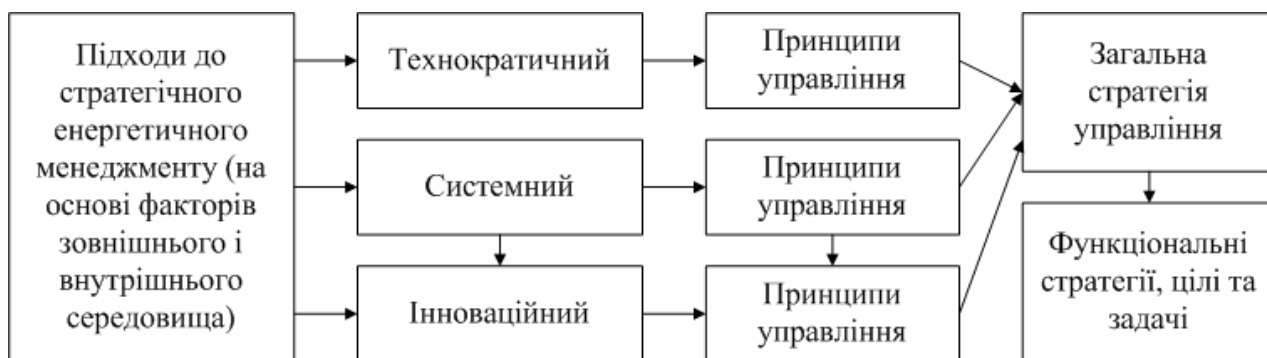 Підходи до
стратегічного
енергетичного
менеджменту (на
основі факторів
зовнішнього і
внутрішнього
середовища)
Технократичний
Принципи
управління
Системний
Принципи
управління
Інноваційний
Принципи
управління
Загальна
стратегія
управління
Функціональні
стратегії, цілі та
задачі